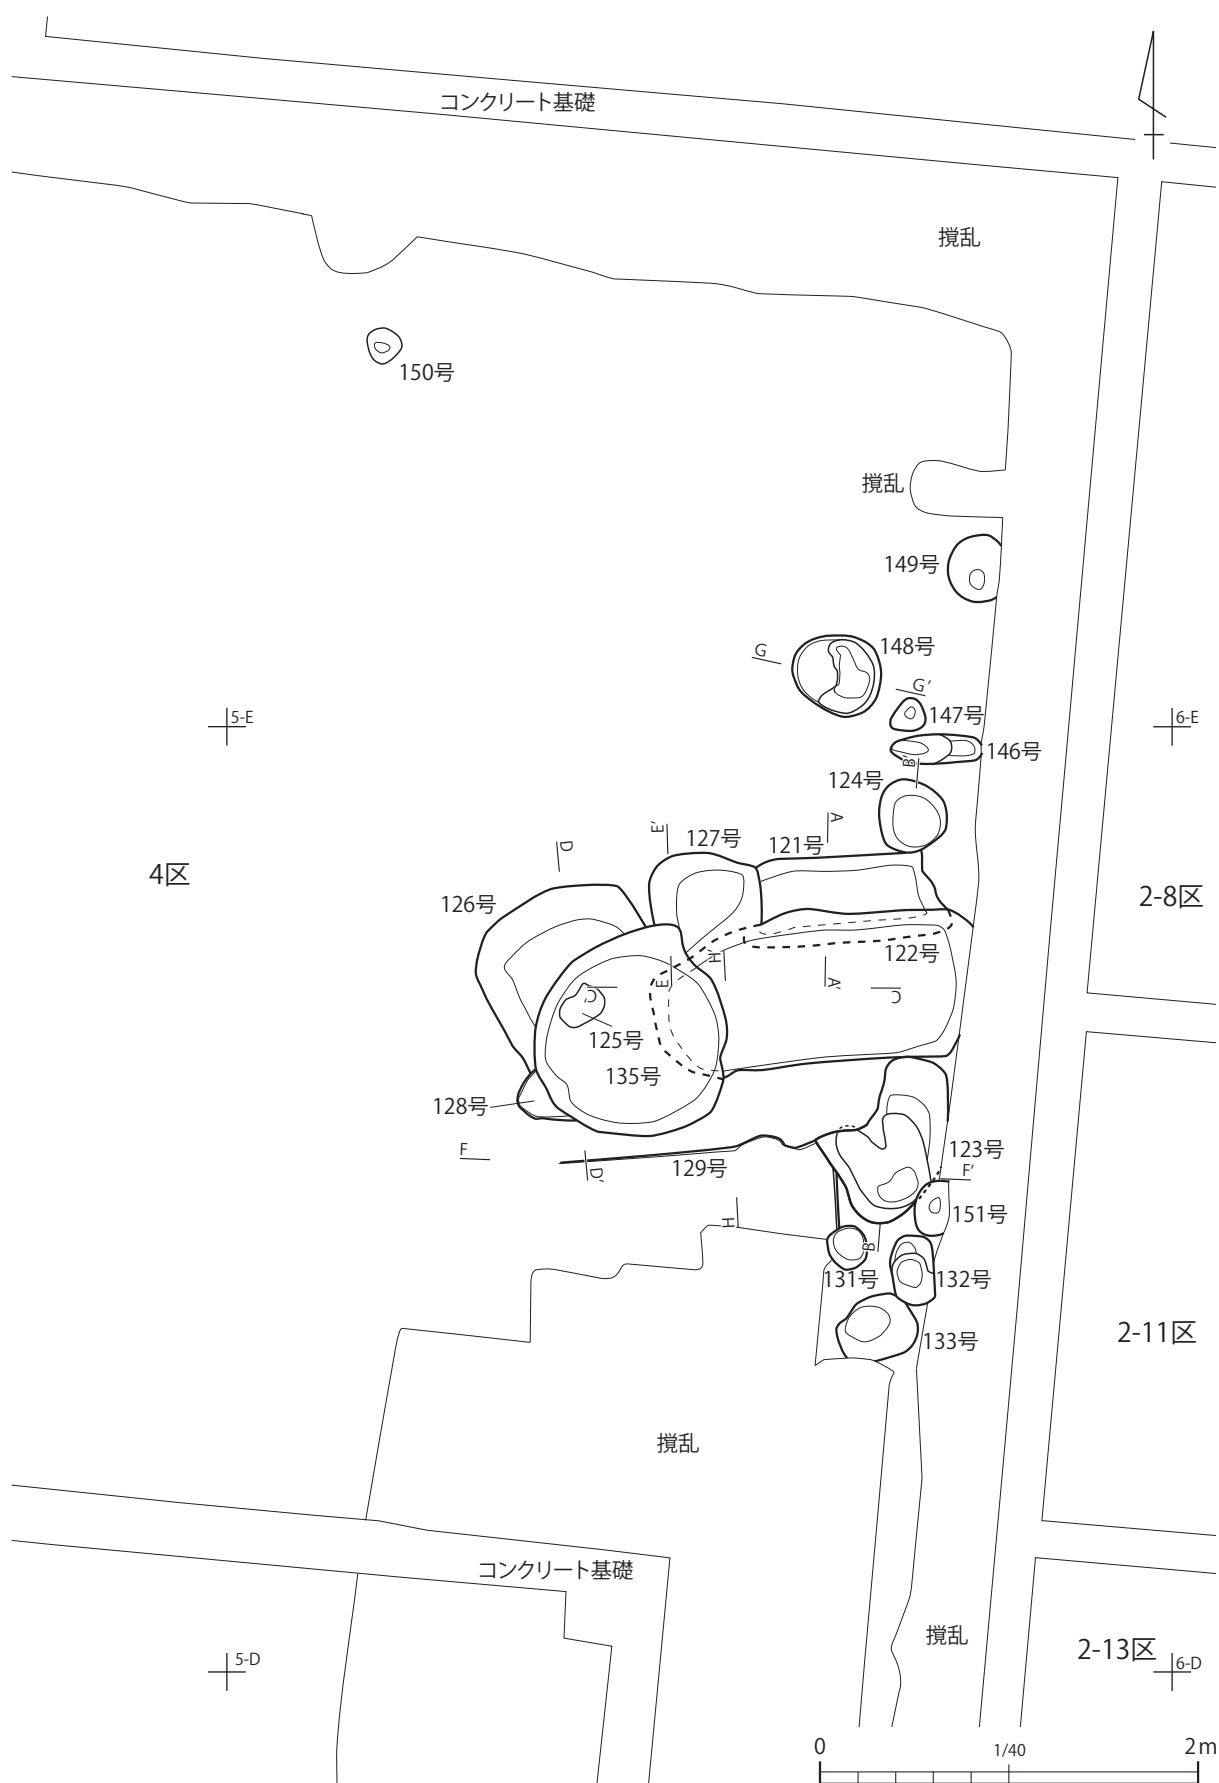 コンクリート基礎
撹乱
150号
撹乱
149号
G
148号
G'
5-E
147号
6-E
146号
B'
124号
A
E'
127号
121号
D
4区
2-8区
126号
122号
H'
E
A'
C'
C
125号
135号
128号
F
129号
D'
123号
F'
151号
H
B
131号
132号
2-11区
133号
撹乱
コンクリート基礎
撹乱
2-13区
5-D
6-D
0
1/40
2m